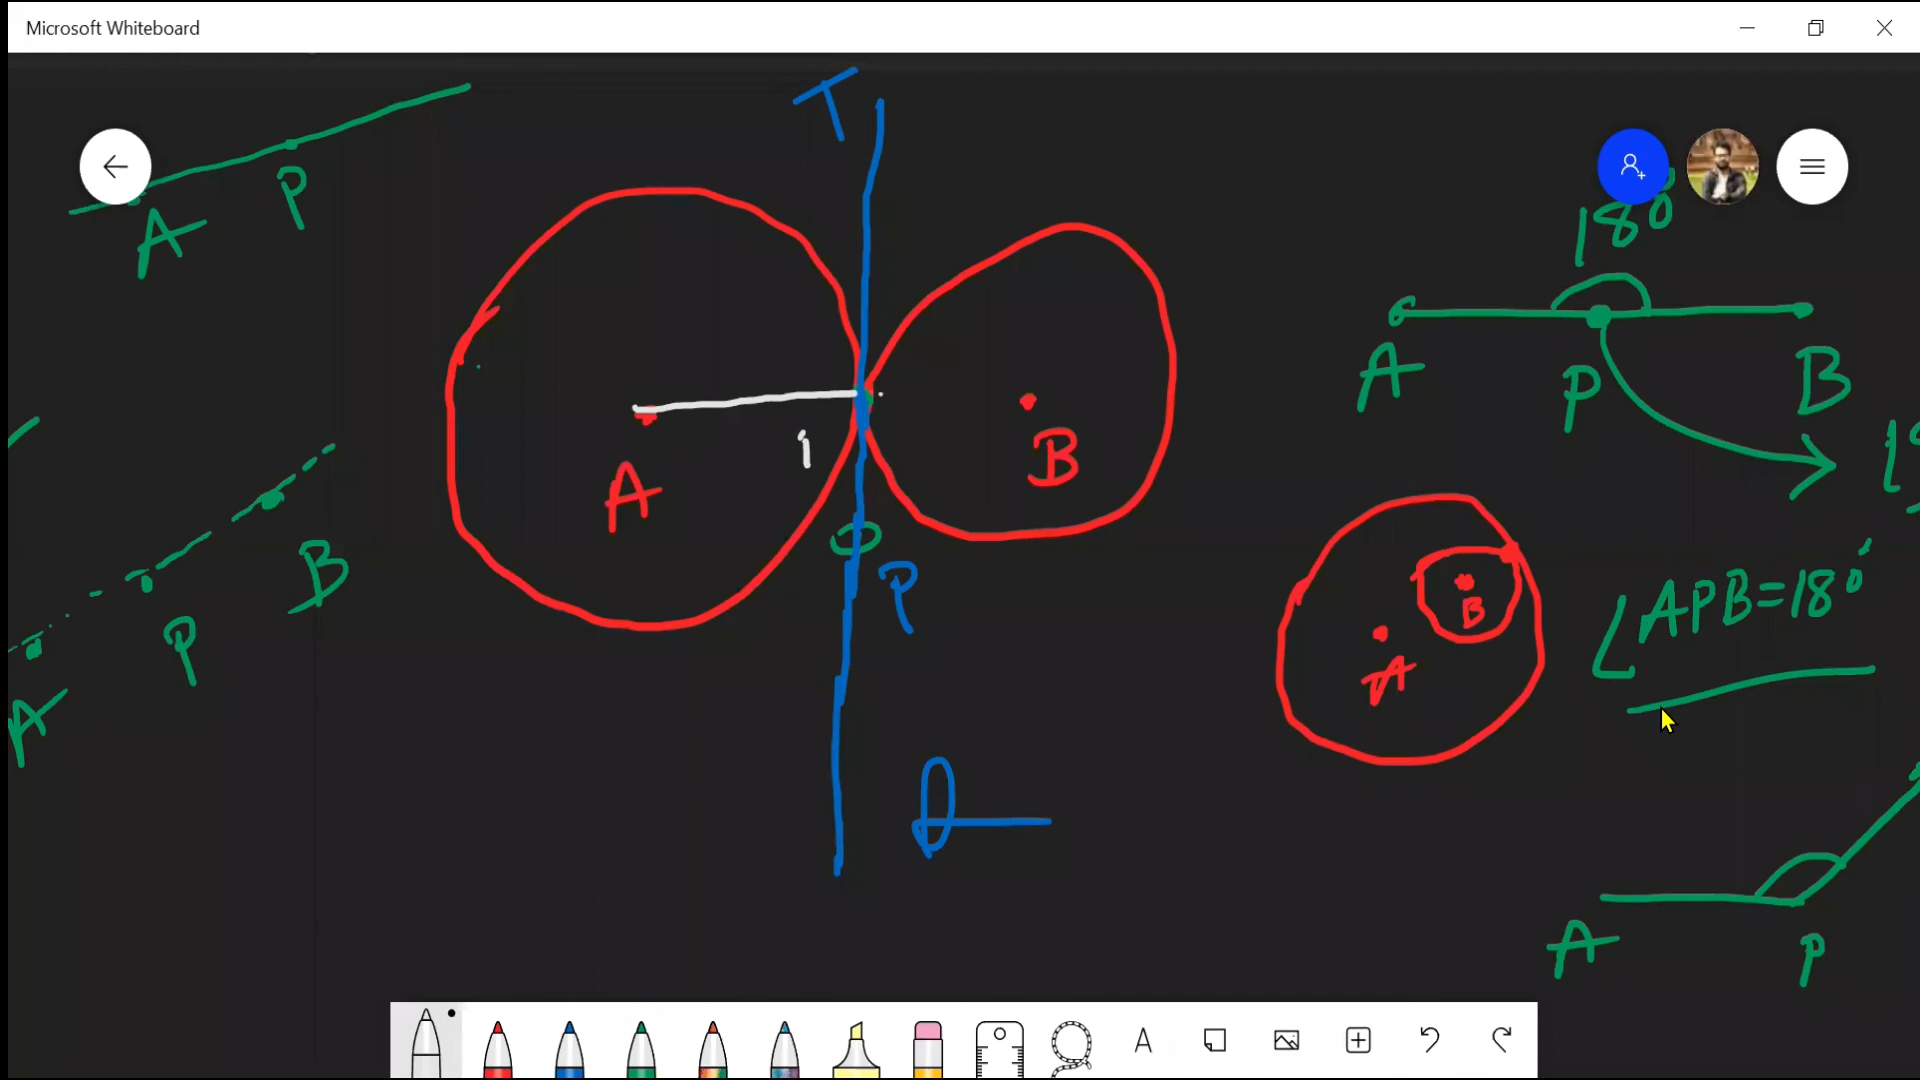 Microsoft Whiteboard
T
A P
180
A P B
A
1
B
P
B
P
A
B
A
∠APB=180°
A P